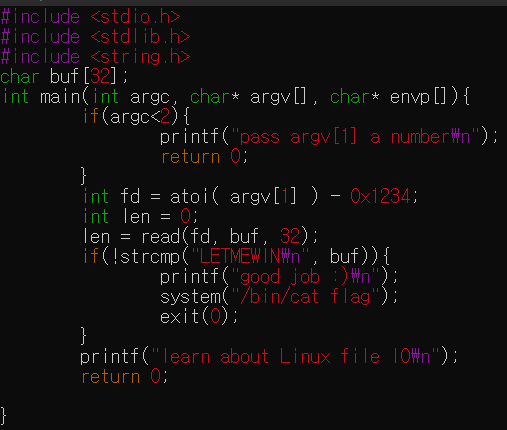 #include <stdio.h>
#include <stdlib.h>
#include <string.h>
char buf[32];
int main(int argc, char* argv[], char* envp[]){
        if(argc<2){
                printf("pass argv[1] a number₩n");
                return 0;
        }
        int fd = atoi( argv[1] ) - 0x1234;
        int len = 0;
        len = read(fd, buf, 32);
        if(!strcmp("LETMEWIN₩n", buf)){
                printf("good job :)₩n");
                system("/bin/cat flag");
                exit(0);
        }
        printf("learn about Linux file IO₩n");
        return 0;

}